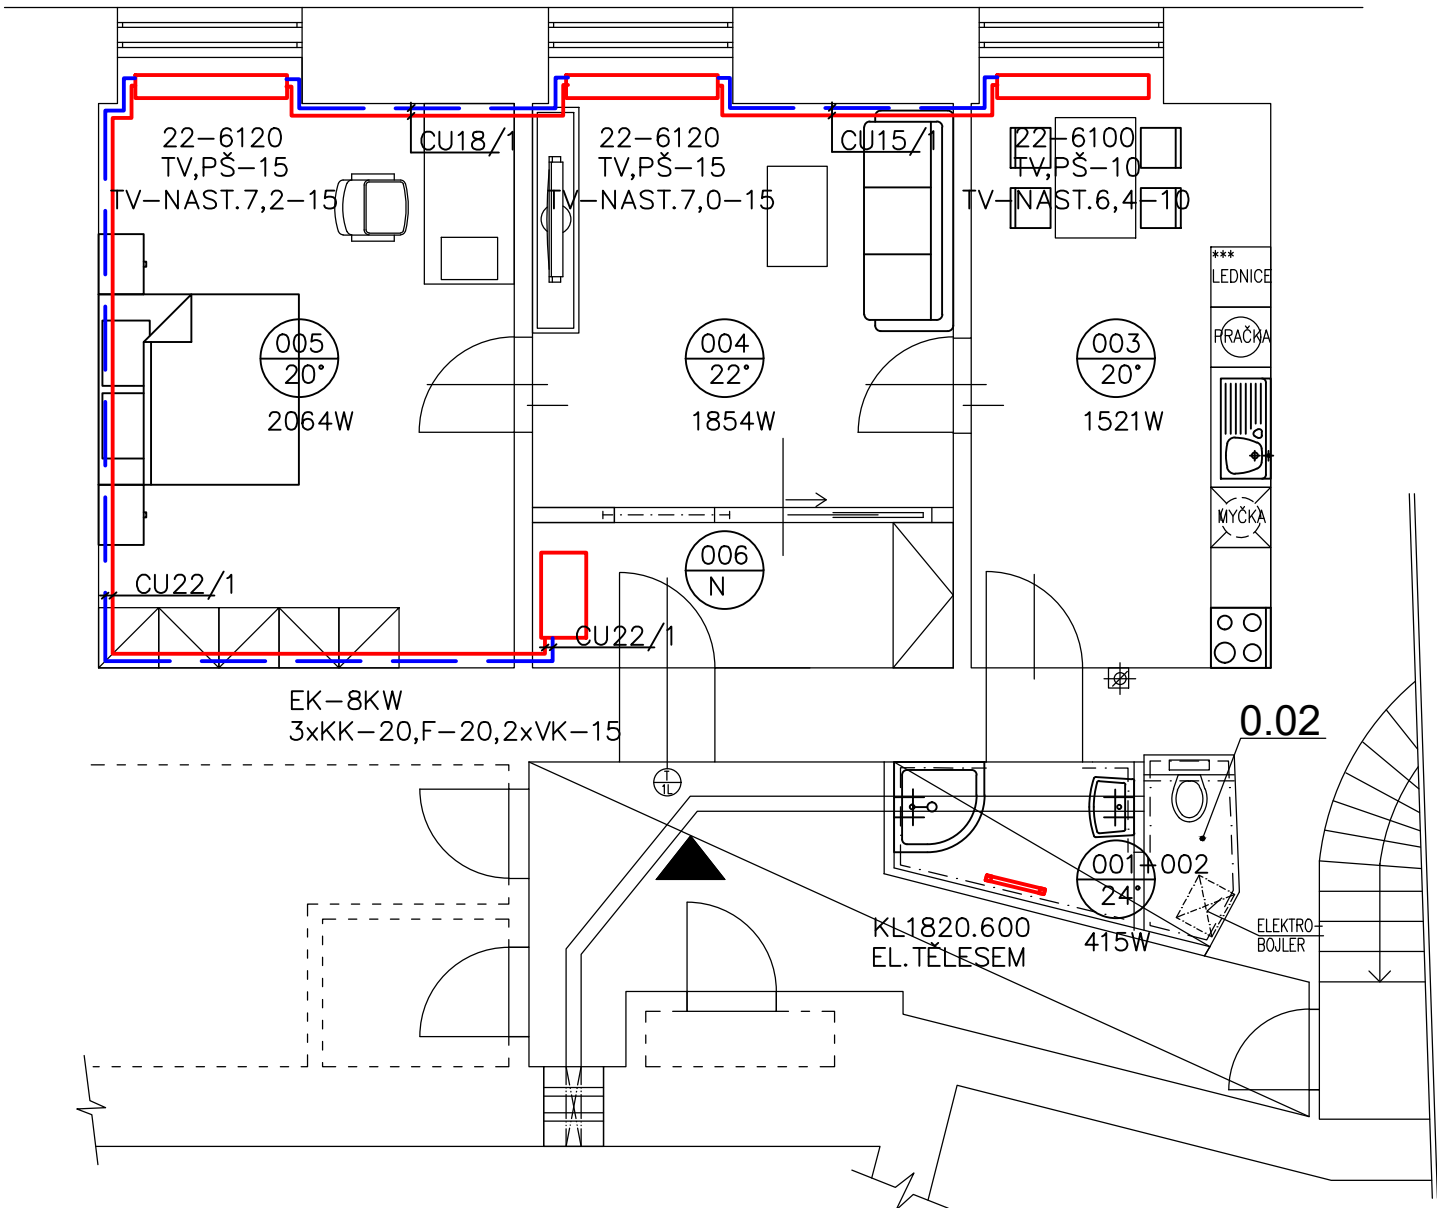 CU18/1
CU15/1
22-6120
TV,PŠ-15
TV-NAST.7,2-15
22-6120
TV,PŠ-15
TV-NAST.7,0-15
22-6100
TV,PŠ-10
TV-NAST.6,4-10
***
LEDNICE
PRAČKA
005
20°
2064W
004
22°
1854W
003
20°
1521W
MYČKA
006
N
CU22/1
CU22/1
EK-8KW
3xKK-20,F-20,2xVK-15
0.02
T
1L
001+002
24°
415W
KL1820.600
EL.TĚLESEM
ELEKTRO-
BOJLER